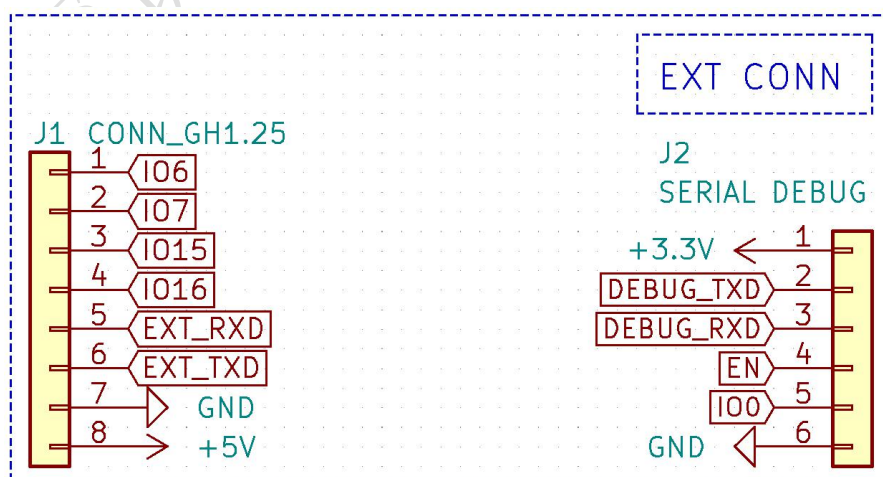 EXT CONN
J1 CONN_GH1.25
1 IO6
2 IO7
3 IO15
4 IO16
5 EXT_RXD
6 EXT_TXD
7 GND
8 +5V
J2
SERIAL DEBUG
+3.3V 1
DEBUG_TXD 2
DEBUG_RXD 3
EN 4
IO0 5
GND 6